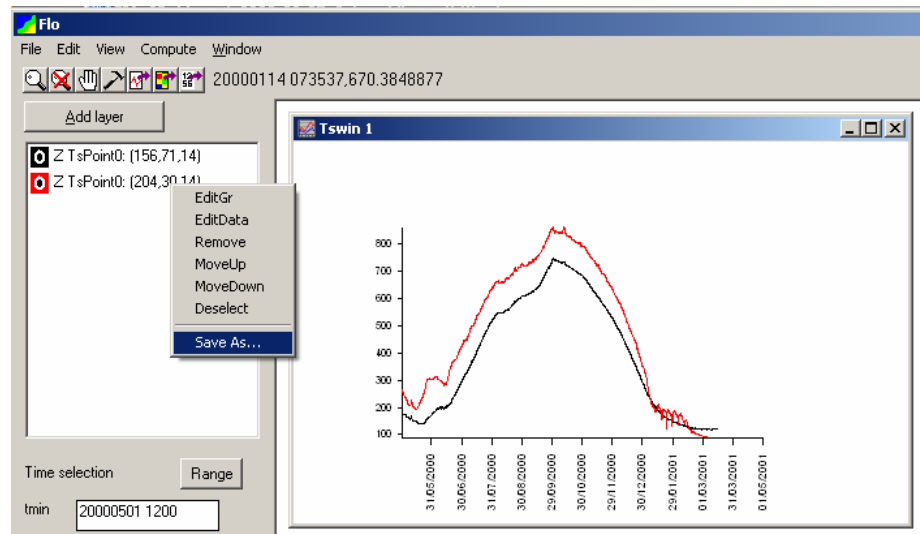 Flo
File Edit View Compute Window
20000114 073537,670.3848877
Add layer
Z TsPoint0: (156,71,14)
Z TsPoint0: (204,30,14)
EditGr
EditData
Remove
MoveUp
MoveDown
Deselect
Save As...
Time selection
Range
tmin
20000501 1200
Tswin 1
800
700
600
500
400
300
200
100
31/05/2000
30/06/2000
31/07/2000
30/08/2000
29/09/2000
30/10/2000
29/11/2000
30/12/2000
29/01/2001
01/03/2001
31/03/2001
01/05/2001